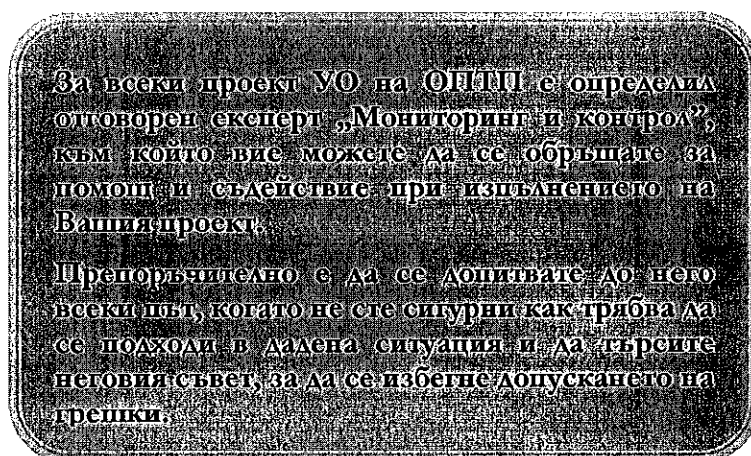 За всеки проект УО на ОПТП е определил
отговорен експерт „Мониторинг и контрол”,
към който вие можете да се обръщате за
помощ и съдействие при изпълнението на
Вашия проект.
Препоръчително е да се допитвате до него
всеки път, когато не сте сигурни как трябва да
се подходи в дадена ситуация и да търсите
неговия съвет, за да се избегне допускането на
грешки.